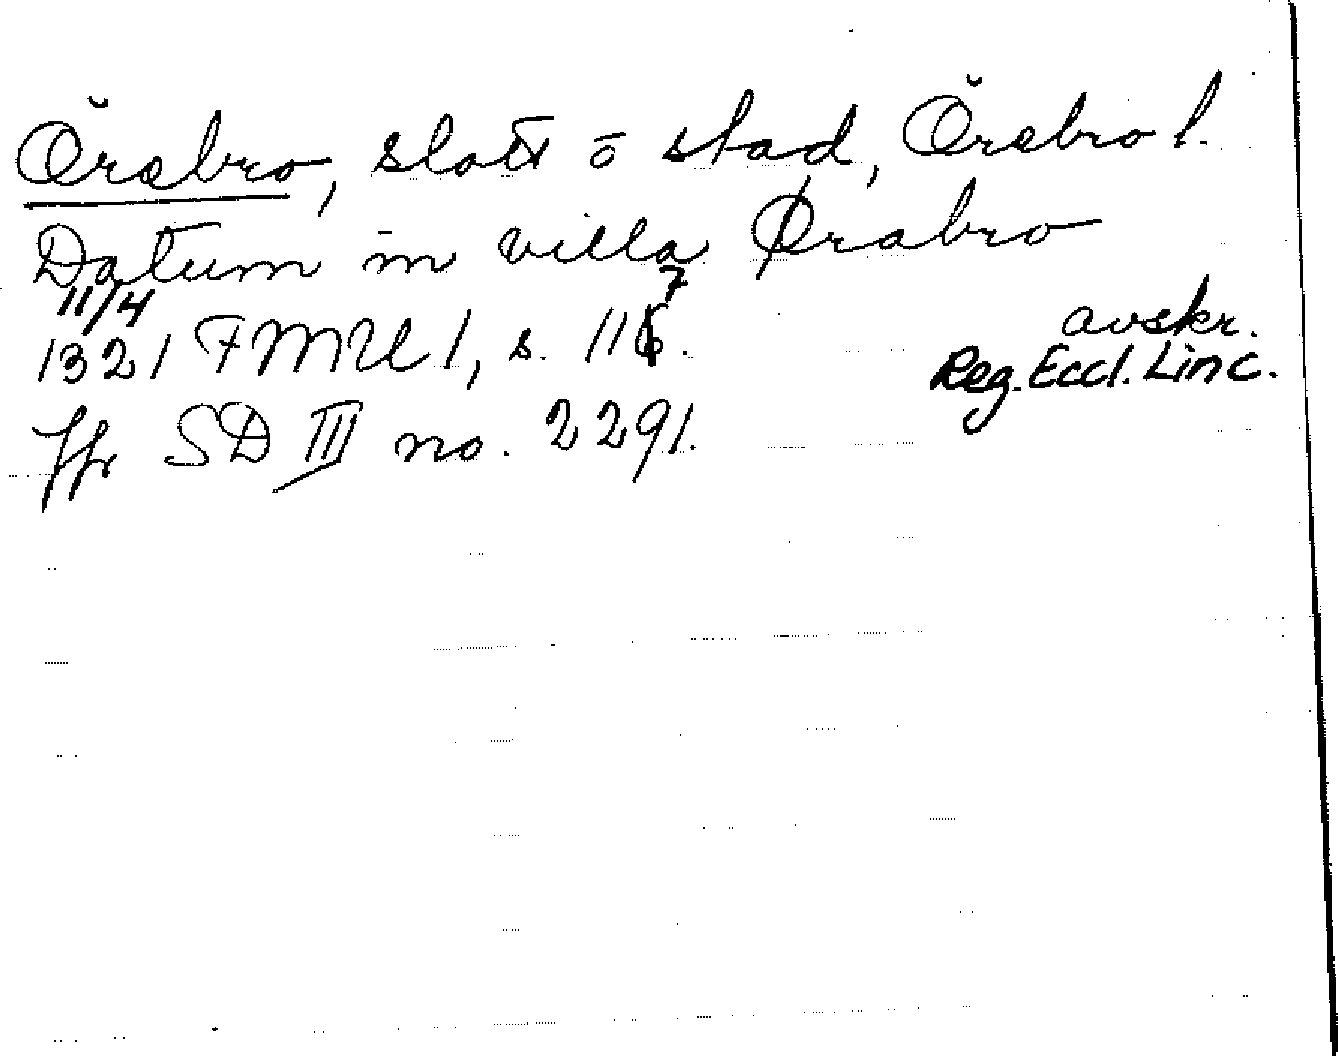 Örebro, slott o stad, Örebro l.
Datum in villa Ørabro
11/4
1321 FMU 1, s. 117.
avskr.
Reg. Eccl. Linc.
Jfr SD III no. 2291.